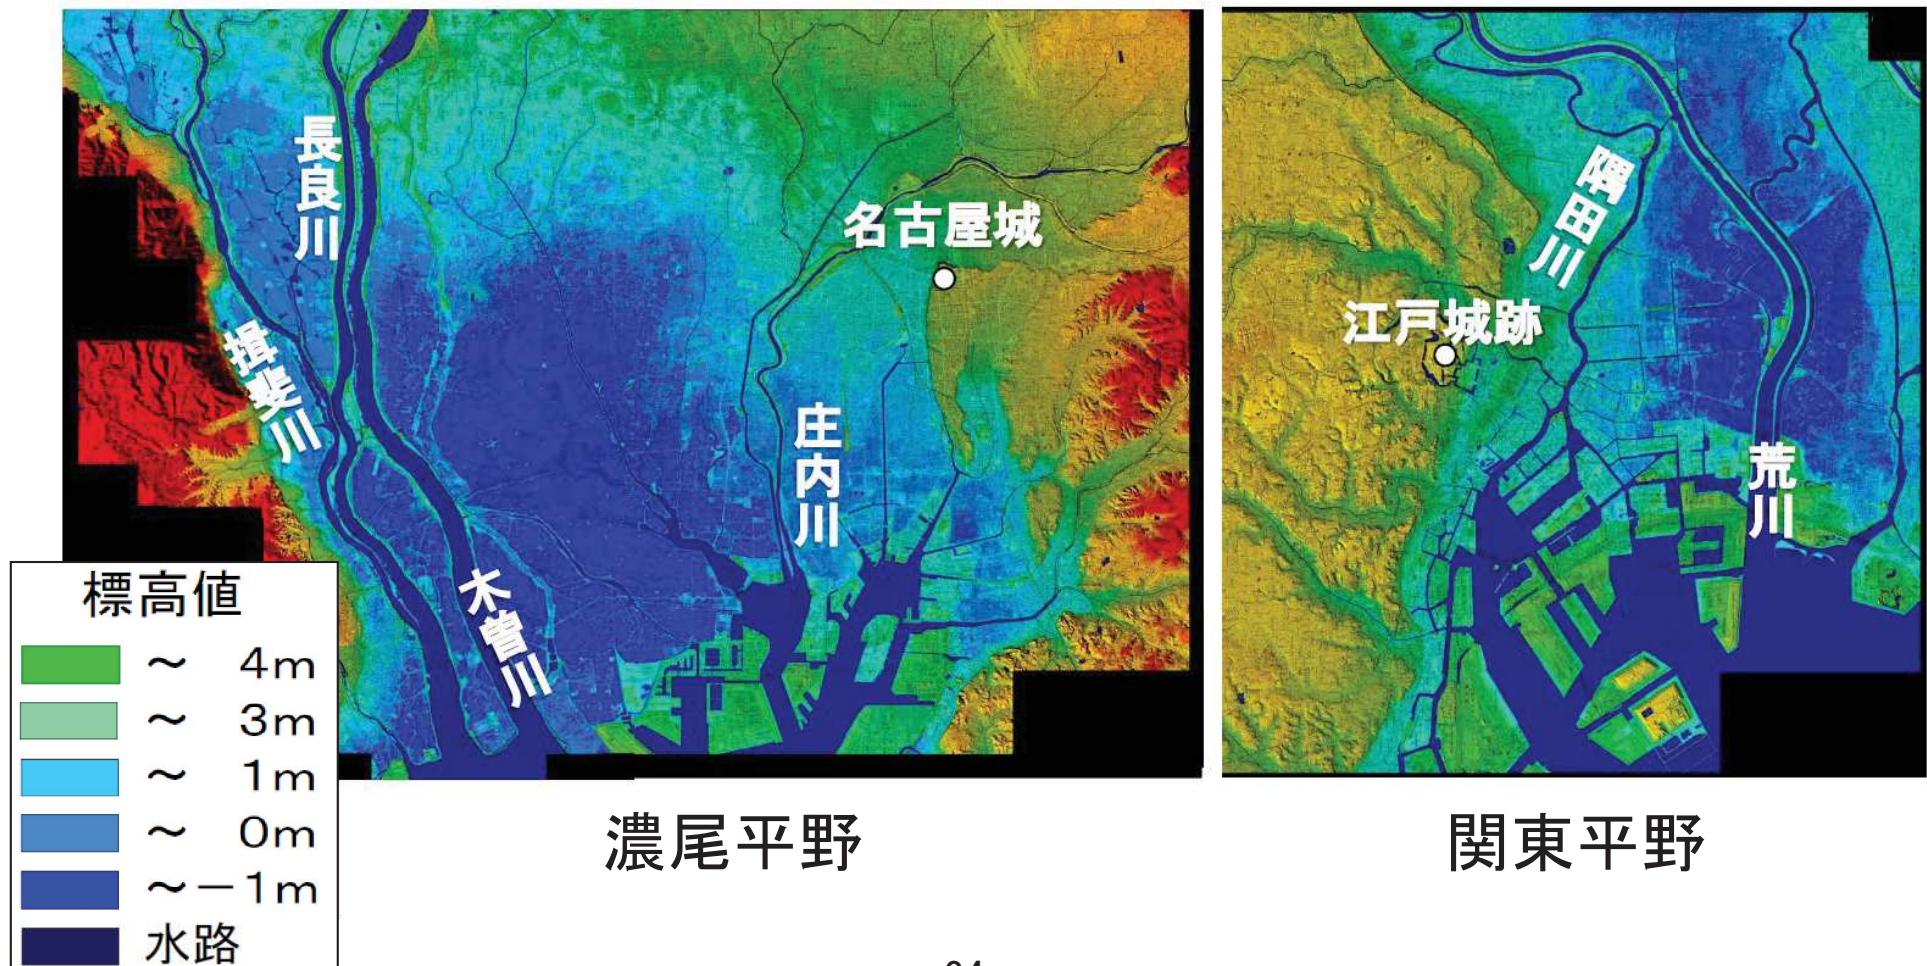 長良川
揖斐川
木曽川
名古屋城
庄内川
隅田川
江戸城跡
荒川
標高値
～ 4m
～ 3m
～ 1m
～ 0m
～－1m
水路
濃尾平野
関東平野